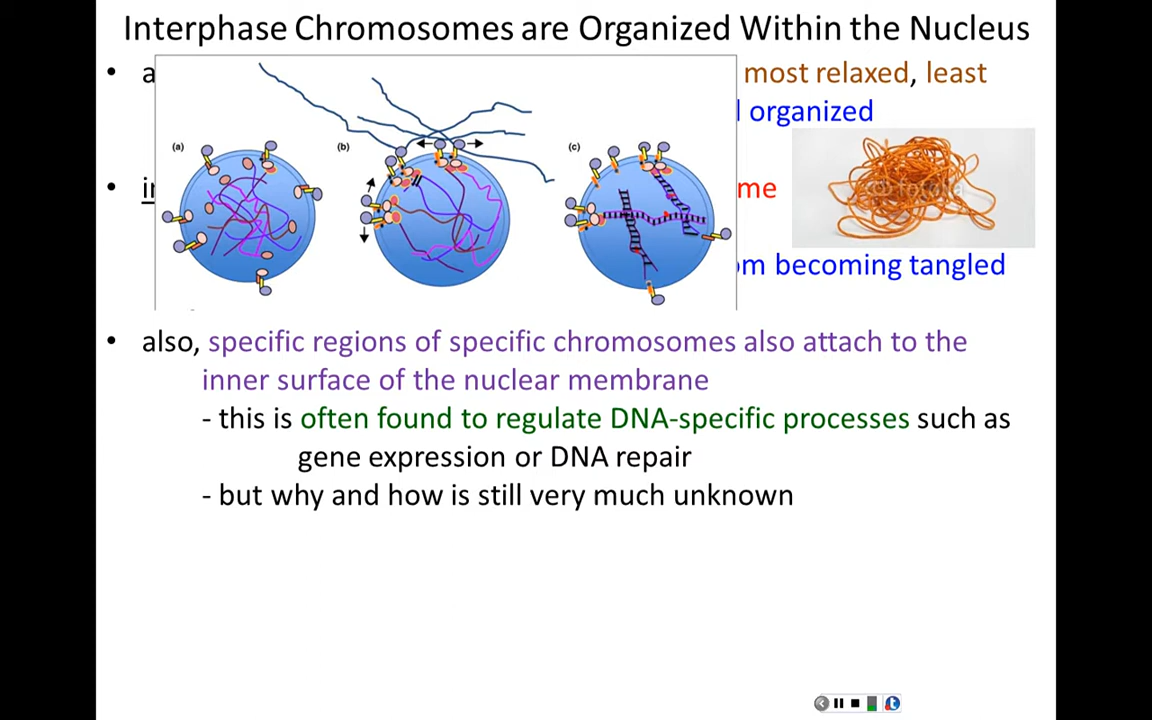 Interphase Chromosomes are Organized Within the Nucleus
• a most relaxed, least
organized
(a) (b) (c)
• in me
om becoming tangled
• also, specific regions of specific chromosomes also attach to the
inner surface of the nuclear membrane
- this is often found to regulate DNA-specific processes such as
gene expression or DNA repair
- but why and how is still very much unknown